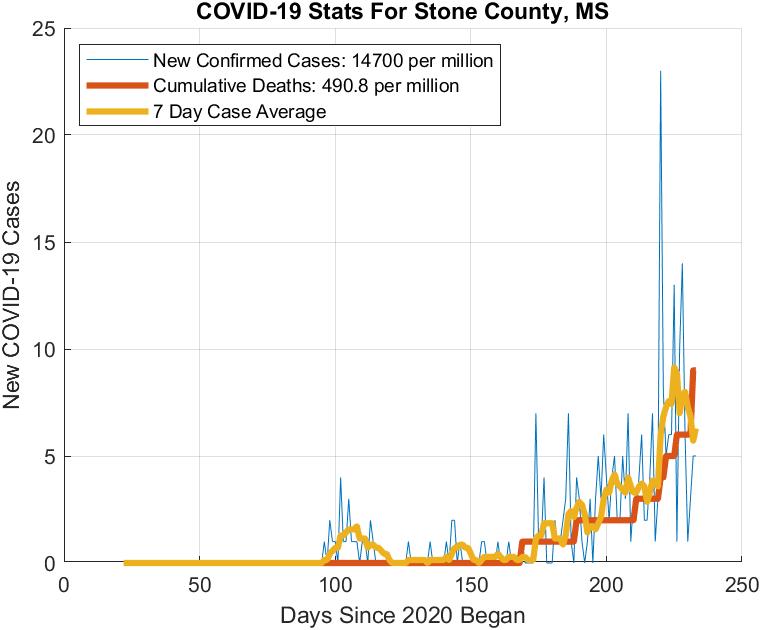 COVID-19 Stats For Stone County, MS
New Confirmed Cases: 14700 per million
Cumulative Deaths: 490.8 per million
7 Day Case Average
New COVID-19 Cases
25
20
15
10
5
0
0 50 100 150 200 250
Days Since 2020 Began